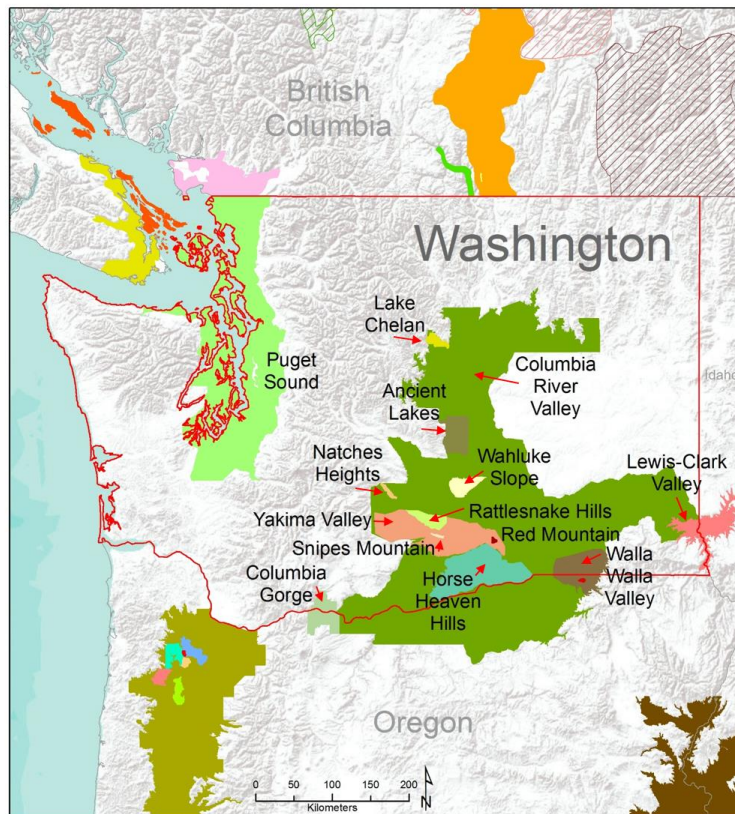 British
Columbia
Washington
Lake
Chelan
Puget
Sound
Columbia
River
Valley
Idaho
Ancient
Lakes
Natches
Heights
Wahluke
Slope
Lewis-Clark
Valley
Yakima Valley
Rattlesnake Hills
Red Mountain
Snipes Mountain
Columbia
Gorge
Horse
Heaven
Hills
Walla
Walla
Valley
Oregon
0 50 100 200
Kilometers
N